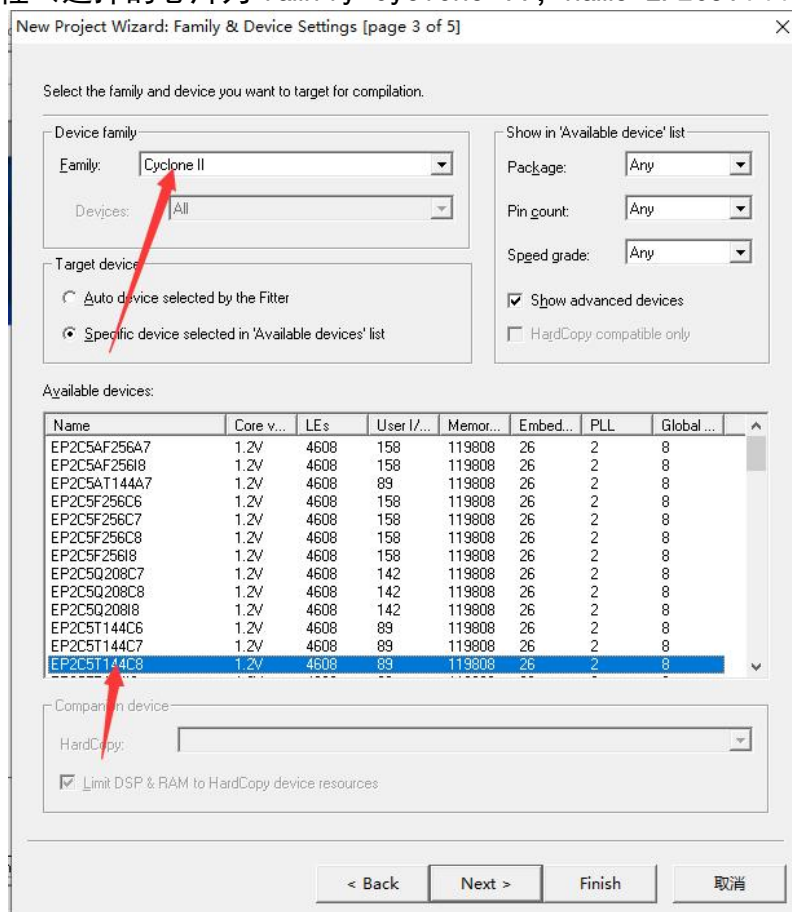 New Project Wizard: Family & Device Settings [page 3 of 5]
Select the family and device you want to target for compilation.
Device family
Family: Cyclone II
Devices: All
Show in 'Available device' list
Package: Any
Pin count: Any
Speed grade: Any
Show advanced devices
HardCopy compatible only
Target device
Auto device selected by the Fitter
Specific device selected in 'Available devices' list
Available devices:
Name Core v... LEs User I/... Memor... Embed... PLL Global ...
EP2C5AF256A7 1.2V 4608 158 119808 26 2 8
EP2C5AF256I8 1.2V 4608 158 119808 26 2 8
EP2C5AT144A7 1.2V 4608 89 119808 26 2 8
EP2C5F256C6 1.2V 4608 158 119808 26 2 8
EP2C5F256C7 1.2V 4608 158 119808 26 2 8
EP2C5F256C8 1.2V 4608 158 119808 26 2 8
EP2C5F256I8 1.2V 4608 158 119808 26 2 8
EP2C5Q208C7 1.2V 4608 142 119808 26 2 8
EP2C5Q208C8 1.2V 4608 142 119808 26 2 8
EP2C5Q208I8 1.2V 4608 142 119808 26 2 8
EP2C5T144C6 1.2V 4608 89 119808 26 2 8
EP2C5T144C7 1.2V 4608 89 119808 26 2 8
EP2C5T144C8 1.2V 4608 89 119808 26 2 8
Companion device
HardCopy:
Limit DSP & RAM to HardCopy device resources
< Back Next > Finish 取消